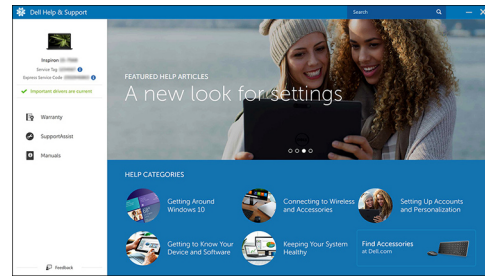 Dell Help & Support
Search
Inspiron
Service Tag
Express Service Code
Important drivers are current
Warranty
SupportAssist
Manuals
Feedback
FEATURED HELP ARTICLES
A new look for settings
HELP CATEGORIES
Getting Around
Windows 10
Connecting to Wireless
and Accessories
Setting Up Accounts
and Personalization
Getting to Know Your
Device and Software
Keeping Your System
Healthy
Find Accessories
at Dell.com